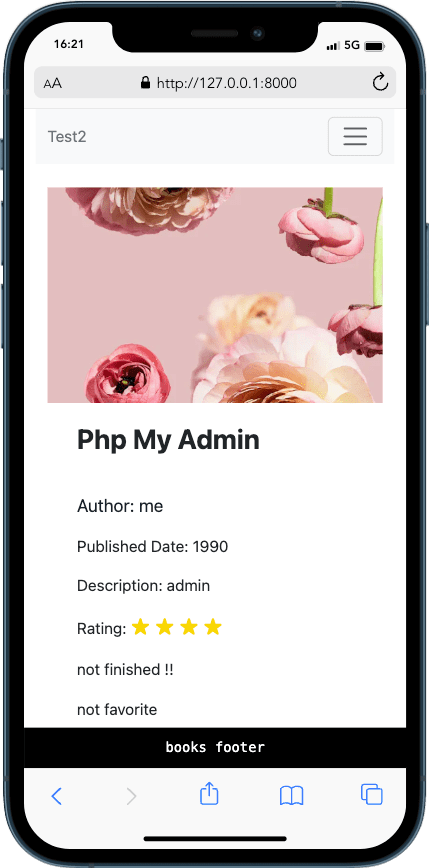 16:21 5G
AA http://127.0.0.1:8000
Test2
Php My Admin
Author: me
Published Date: 1990
Description: admin
Rating:
not finished !!
not favorite
books footer